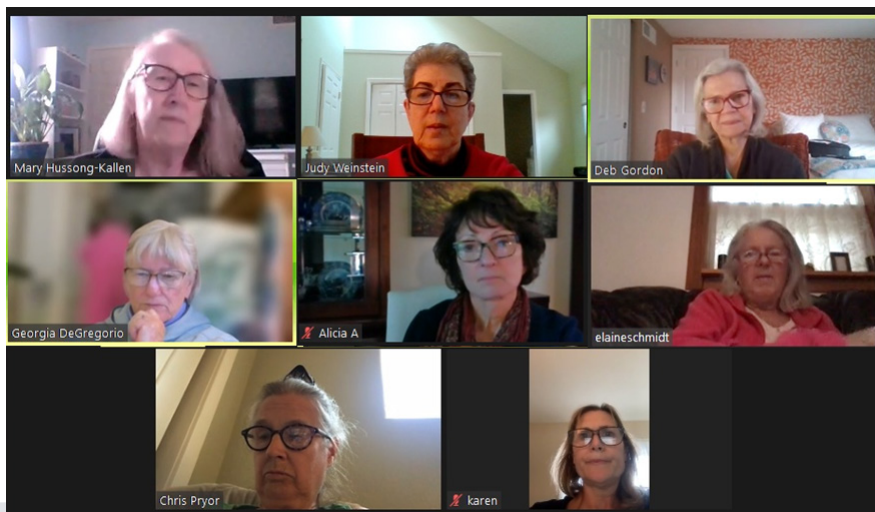 Mary Hussong-Kallen
Judy Weinstein
Deb Gordon
Georgia DeGregorio
Alicia A
elaineschmidt
Chris Pryor
karen